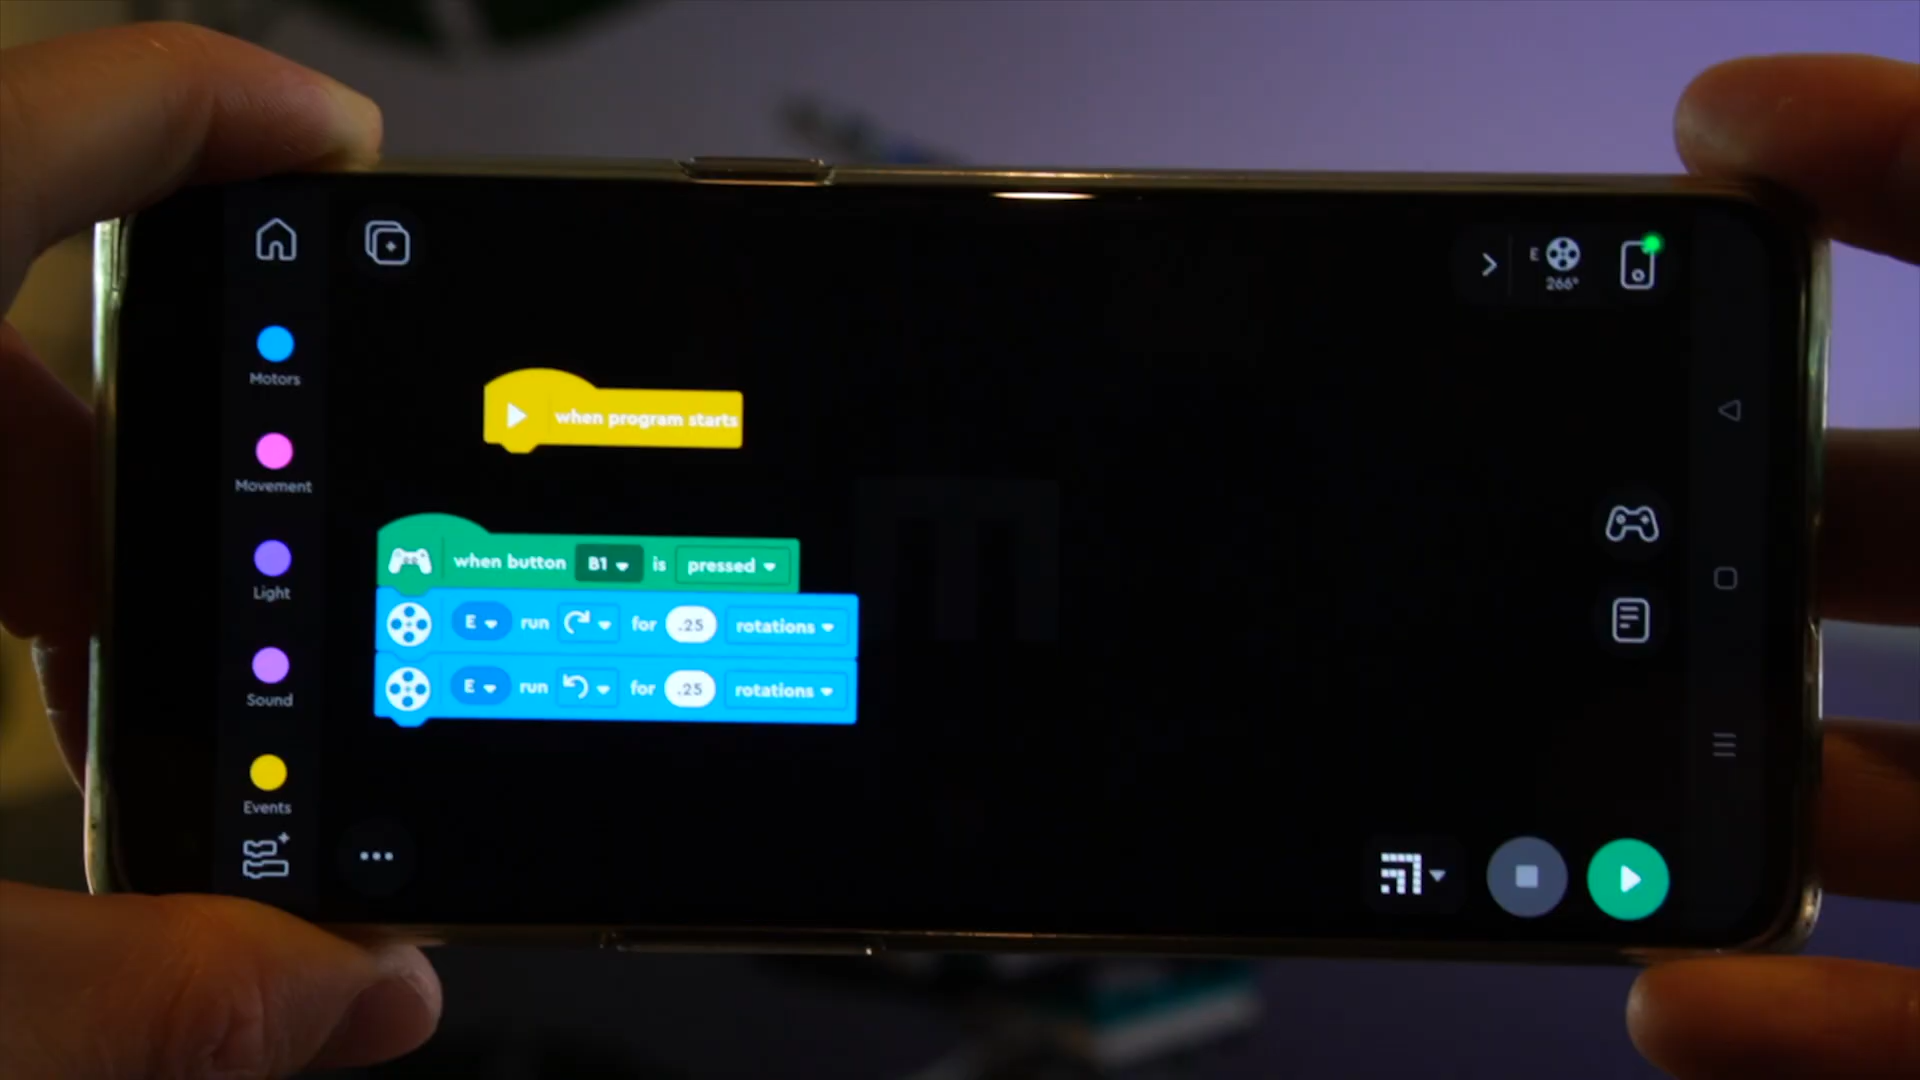 E
266°
Motors
when program starts
Movement
when button B1 is pressed
Light
E run for .25 rotations
Sound
E run for .25 rotations
Events